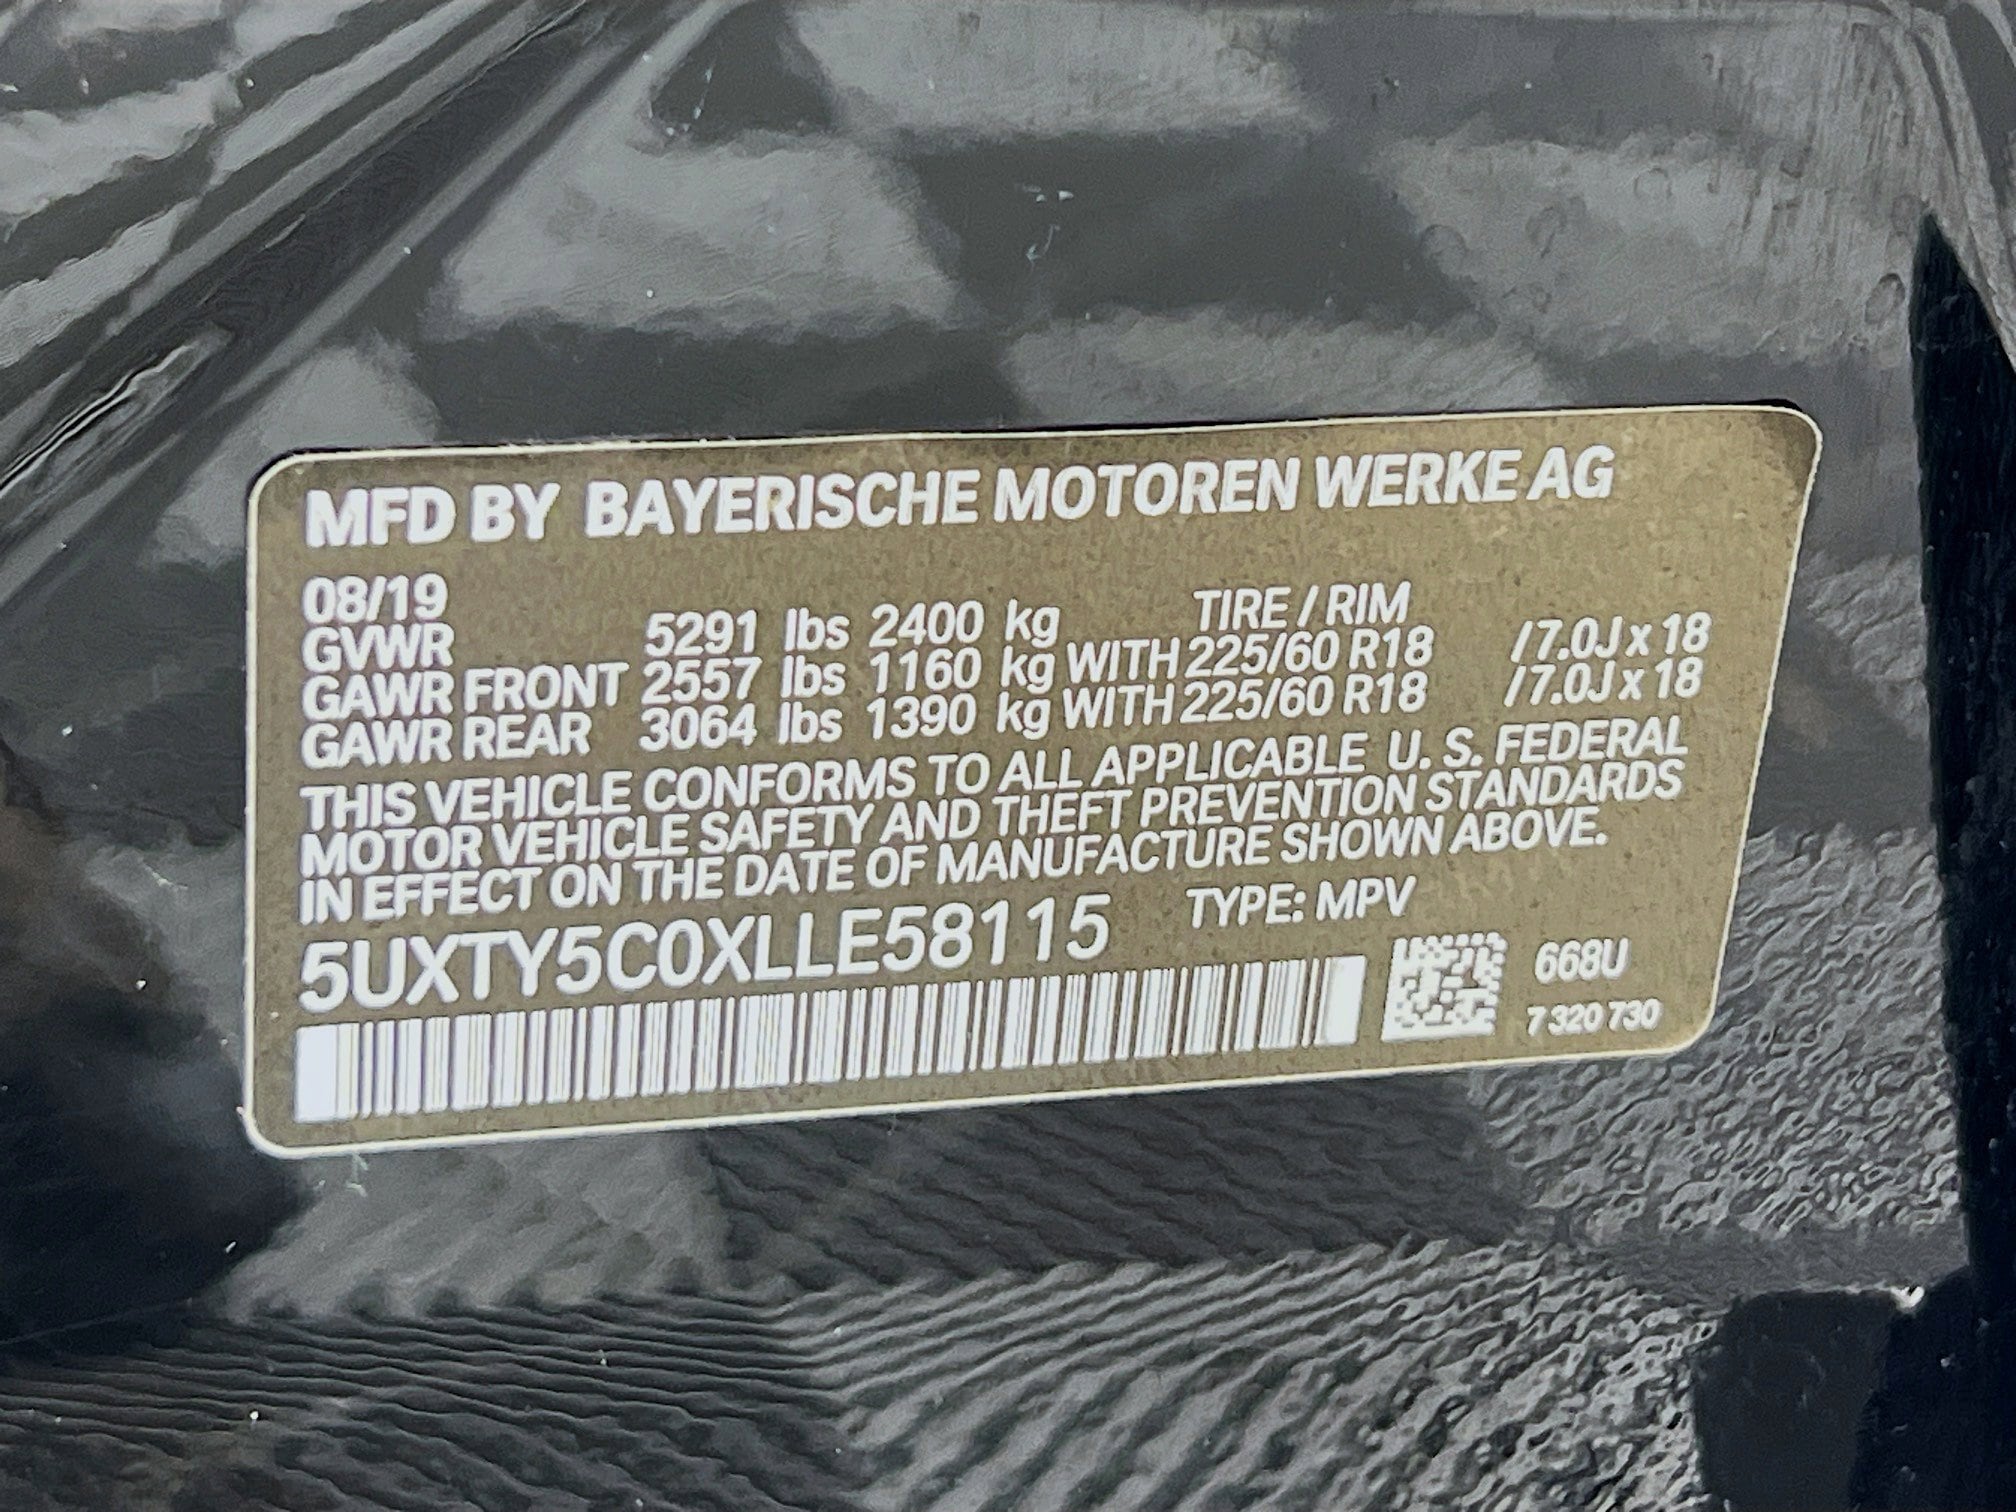 MFD BY BAYERISCHE MOTOREN WERKE AG
08/19 TIRE / RIM
GVWR 5291 lbs 2400 kg
GAWR FRONT 2557 lbs 1160 kg WITH 225/60 R18 /7.0J x 18
GAWR REAR 3064 lbs 1390 kg WITH 225/60 R18 /7.0J x 18
THIS VEHICLE CONFORMS TO ALL APPLICABLE U. S. FEDERAL
MOTOR VEHICLE SAFETY AND THEFT PREVENTION STANDARDS
IN EFFECT ON THE DATE OF MANUFACTURE SHOWN ABOVE.
5UXTY5C0XLLE58115 TYPE: MPV
668U
7 320 730